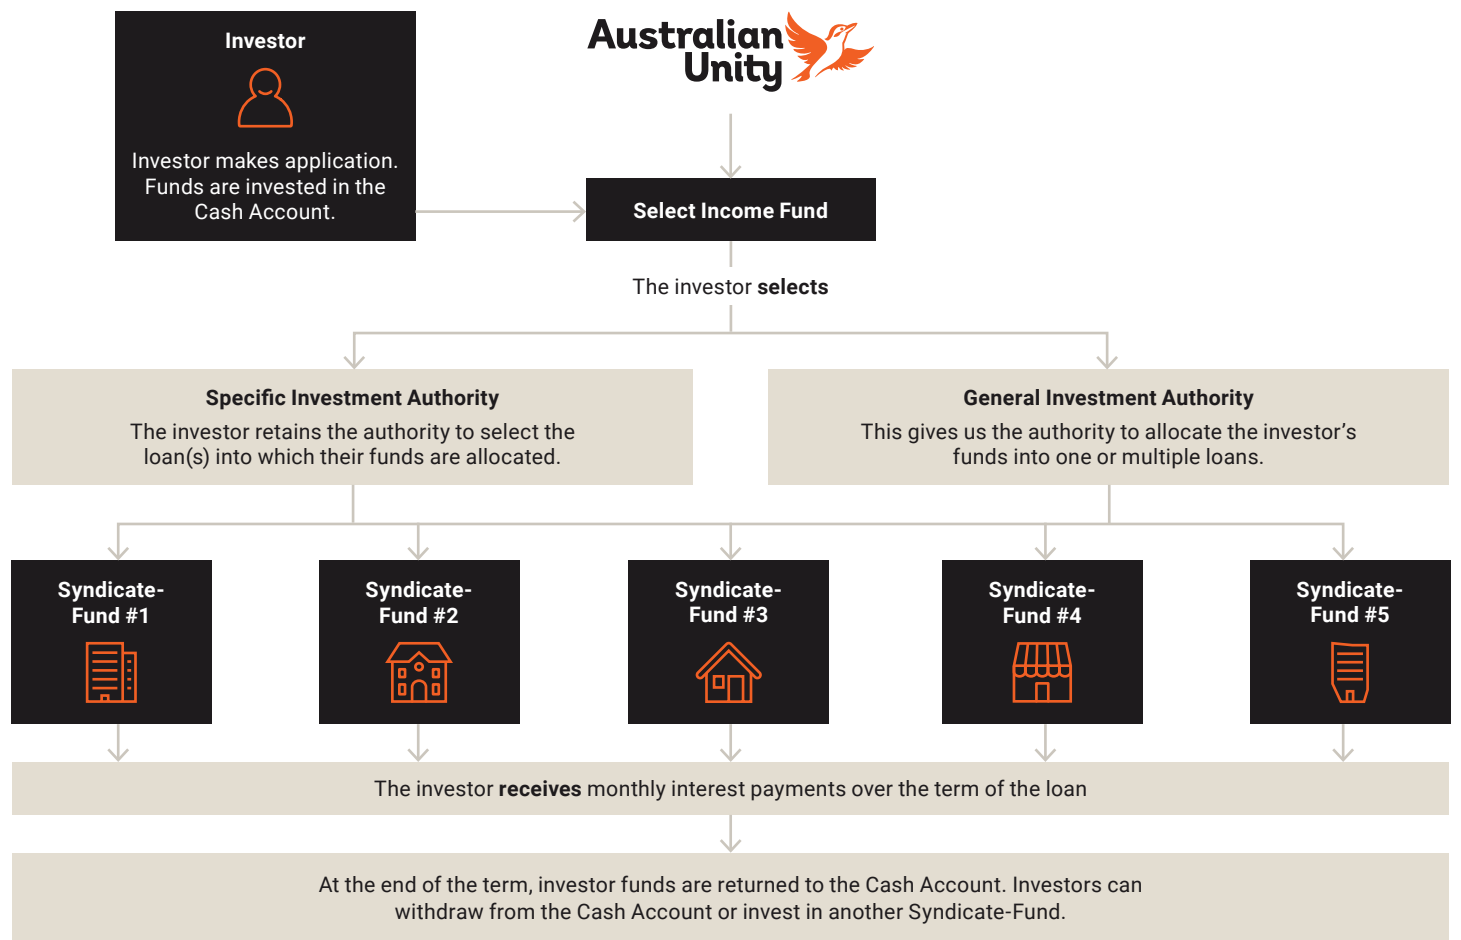 Investor
Investor makes application.
Funds are invested in the
Cash Account.
Australian
Unity
Select Income Fund
The investor selects
Specific Investment Authority
The investor retains the authority to select the
loan(s) into which their funds are allocated.
General Investment Authority
This gives us the authority to allocate the investor’s
funds into one or multiple loans.
Syndicate-
Fund #1
Syndicate-
Fund #2
Syndicate-
Fund #3
Syndicate-
Fund #4
Syndicate-
Fund #5
The investor receives monthly interest payments over the term of the loan
At the end of the term, investor funds are returned to the Cash Account. Investors can
withdraw from the Cash Account or invest in another Syndicate-Fund.